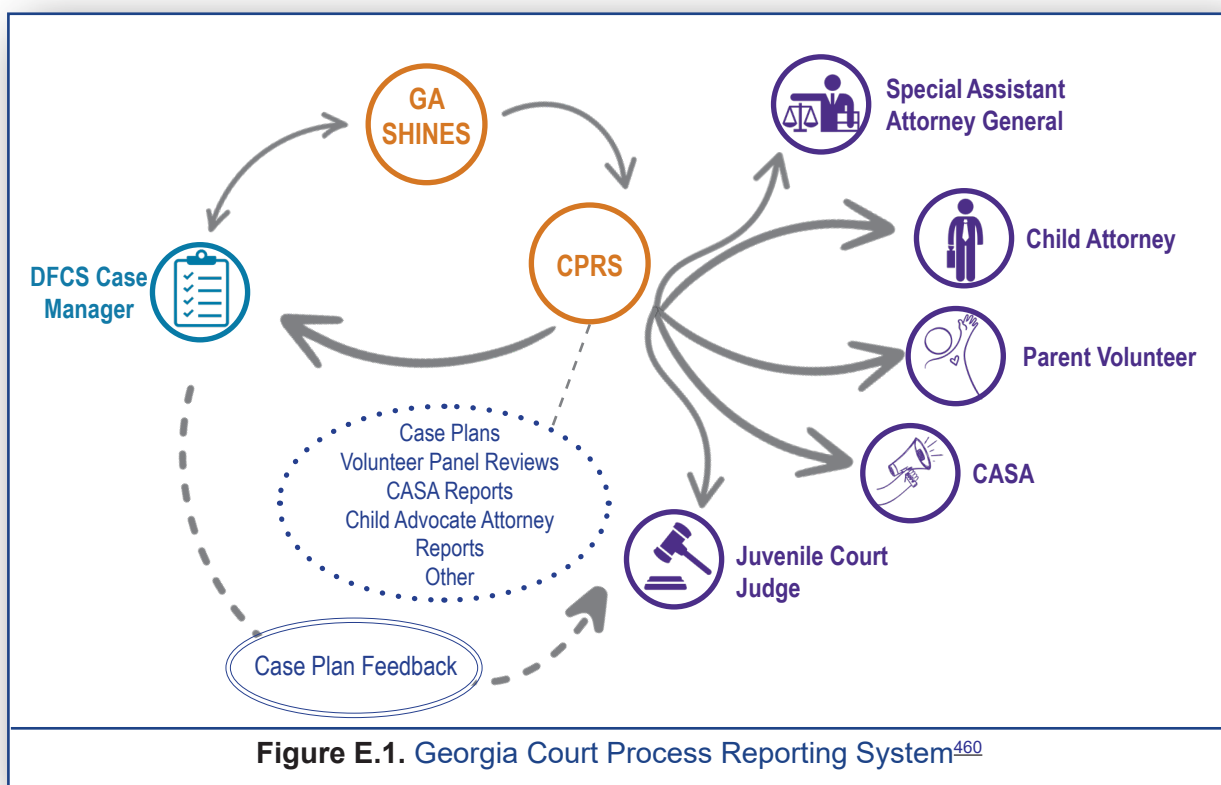 GA
SHINES
CPRS
DFCS Case
Manager
Special Assistant
Attorney General
Child Attorney
Parent Volunteer
CASA
Juvenile Court
Judge
Case Plans
Volunteer Panel Reviews
CASA Reports
Child Advocate Attorney
Reports
Other
Case Plan Feedback
Figure E.1. Georgia Court Process Reporting System460